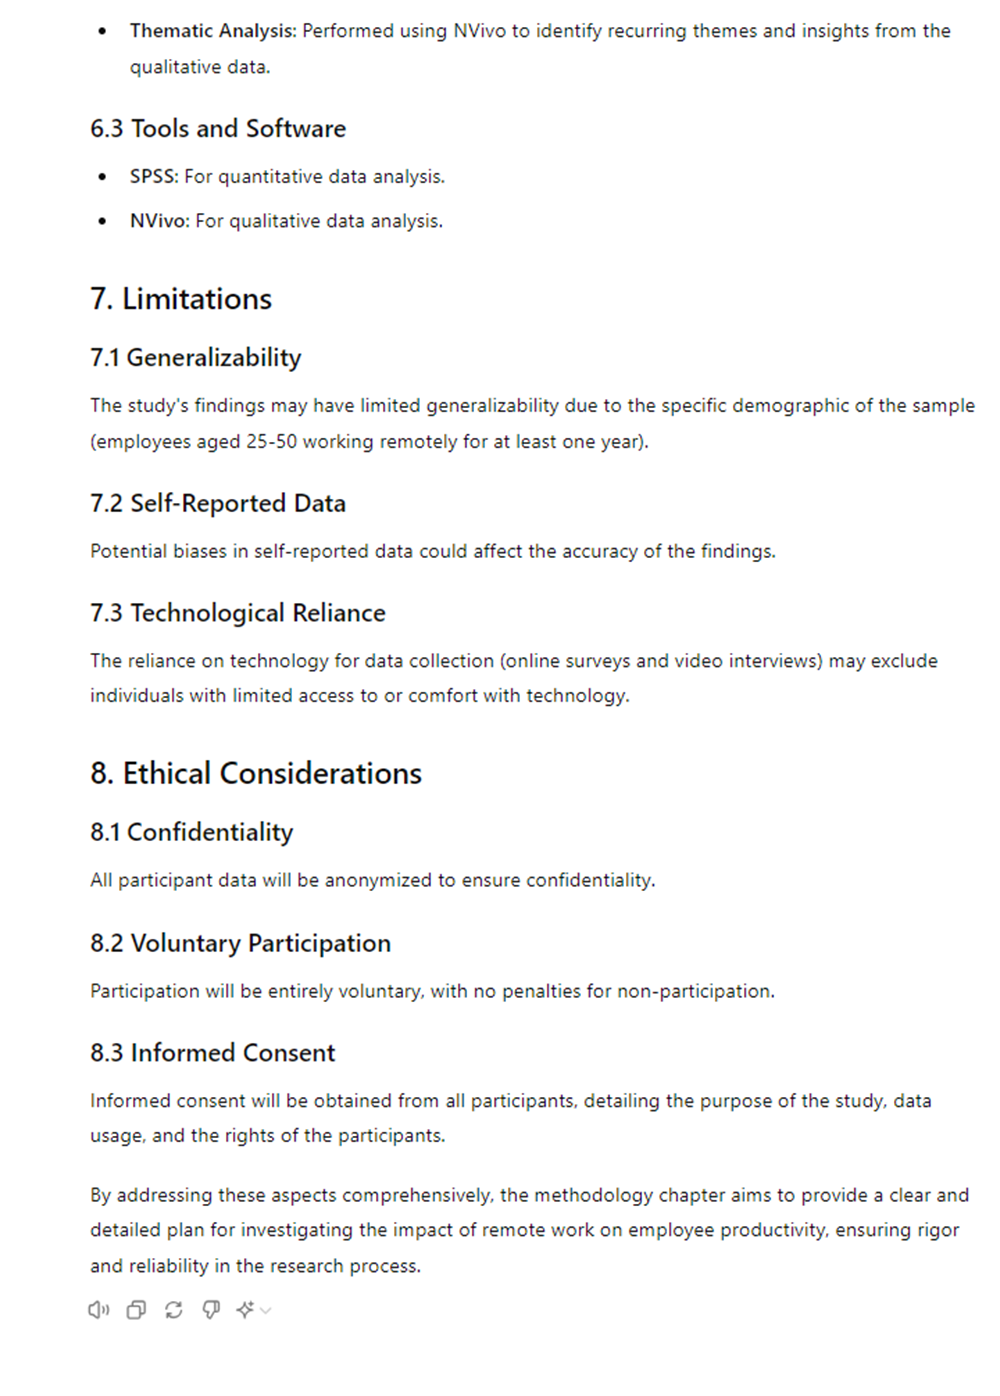 • Thematic Analysis: Performed using NVivo to identify recurring themes and insights from the
qualitative data.
6.3 Tools and Software
• SPSS: For quantitative data analysis.
• NVivo: For qualitative data analysis.
7. Limitations
7.1 Generalizability
The study's findings may have limited generalizability due to the specific demographic of the sample
(employees aged 25-50 working remotely for at least one year).
7.2 Self-Reported Data
Potential biases in self-reported data could affect the accuracy of the findings.
7.3 Technological Reliance
The reliance on technology for data collection (online surveys and video interviews) may exclude
individuals with limited access to or comfort with technology.
8. Ethical Considerations
8.1 Confidentiality
All participant data will be anonymized to ensure confidentiality.
8.2 Voluntary Participation
Participation will be entirely voluntary, with no penalties for non-participation.
8.3 Informed Consent
Informed consent will be obtained from all participants, detailing the purpose of the study, data
usage, and the rights of the participants.
By addressing these aspects comprehensively, the methodology chapter aims to provide a clear and
detailed plan for investigating the impact of remote work on employee productivity, ensuring rigor
and reliability in the research process.